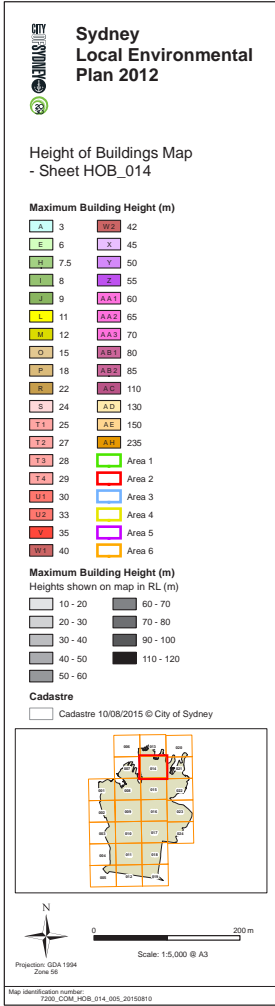 CITY OF SYDNEY
2030
Sydney
Local Environmental
Plan 2012
Height of Buildings Map
- Sheet HOB_014
Maximum Building Height (m)
A 3
E 6
H 7.5
I 8
J 9
L 11
M 12
O 15
P 18
R 22
S 24
T1 25
T2 27
T3 28
T4 29
U1 30
U2 33
V 35
W1 40
W2 42
X 45
Y 50
Z 55
AA1 60
AA2 65
AA3 70
AB1 80
AB2 85
AC 110
AD 130
AE 150
AH 235
Area 1
Area 2
Area 3
Area 4
Area 5
Area 6
Maximum Building Height (m)
Heights shown on map in RL (m)
10 - 20
20 - 30
30 - 40
40 - 50
50 - 60
60 - 70
70 - 80
90 - 100
110 - 120
Cadastre
Cadastre 10/08/2015 © City of Sydney
N
Projection: GDA 1994
Zone 56
0 200 m
Scale: 1:5,000 @ A3
Map identification number:
7200_COM_HOB_014_005_20150810